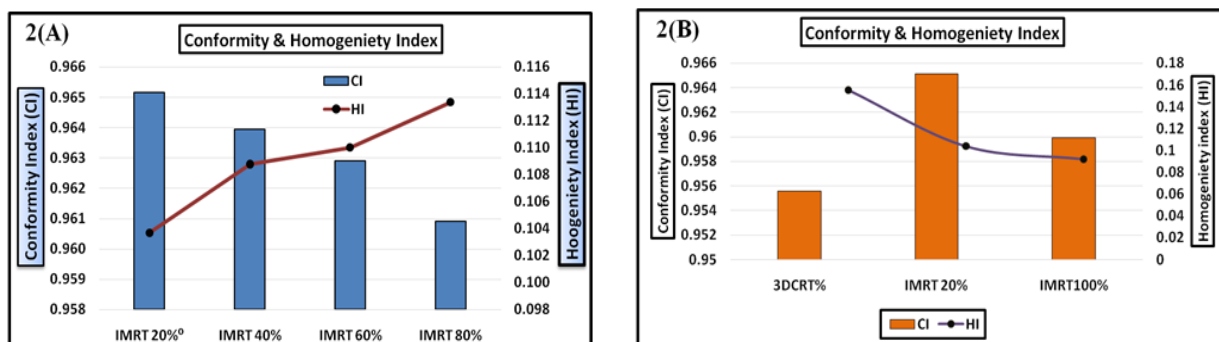 2(A)
Conformity & Homogeniety Index
Conformity Index (CI)
0.966
0.965
0.964
0.963
0.962
0.961
0.960
0.959
0.958
CI
HI
0.116
0.114
0.112
0.110
0.108
0.106
0.104
0.102
0.100
0.098
Hoogeniety Index (HI)
IMRT 20%⁰
IMRT 40%
IMRT 60%
IMRT 80%
2(B)
Conformity & Homogeniety Index
Conformity Index (CI)
0.966
0.964
0.962
0.96
0.958
0.956
0.954
0.952
0.95
0.18
0.16
0.14
0.12
0.1
0.08
0.06
0.04
0.02
0
Homogeniety Index (HI)
3DCRT%
IMRT 20%
IMRT100%
CI
HI